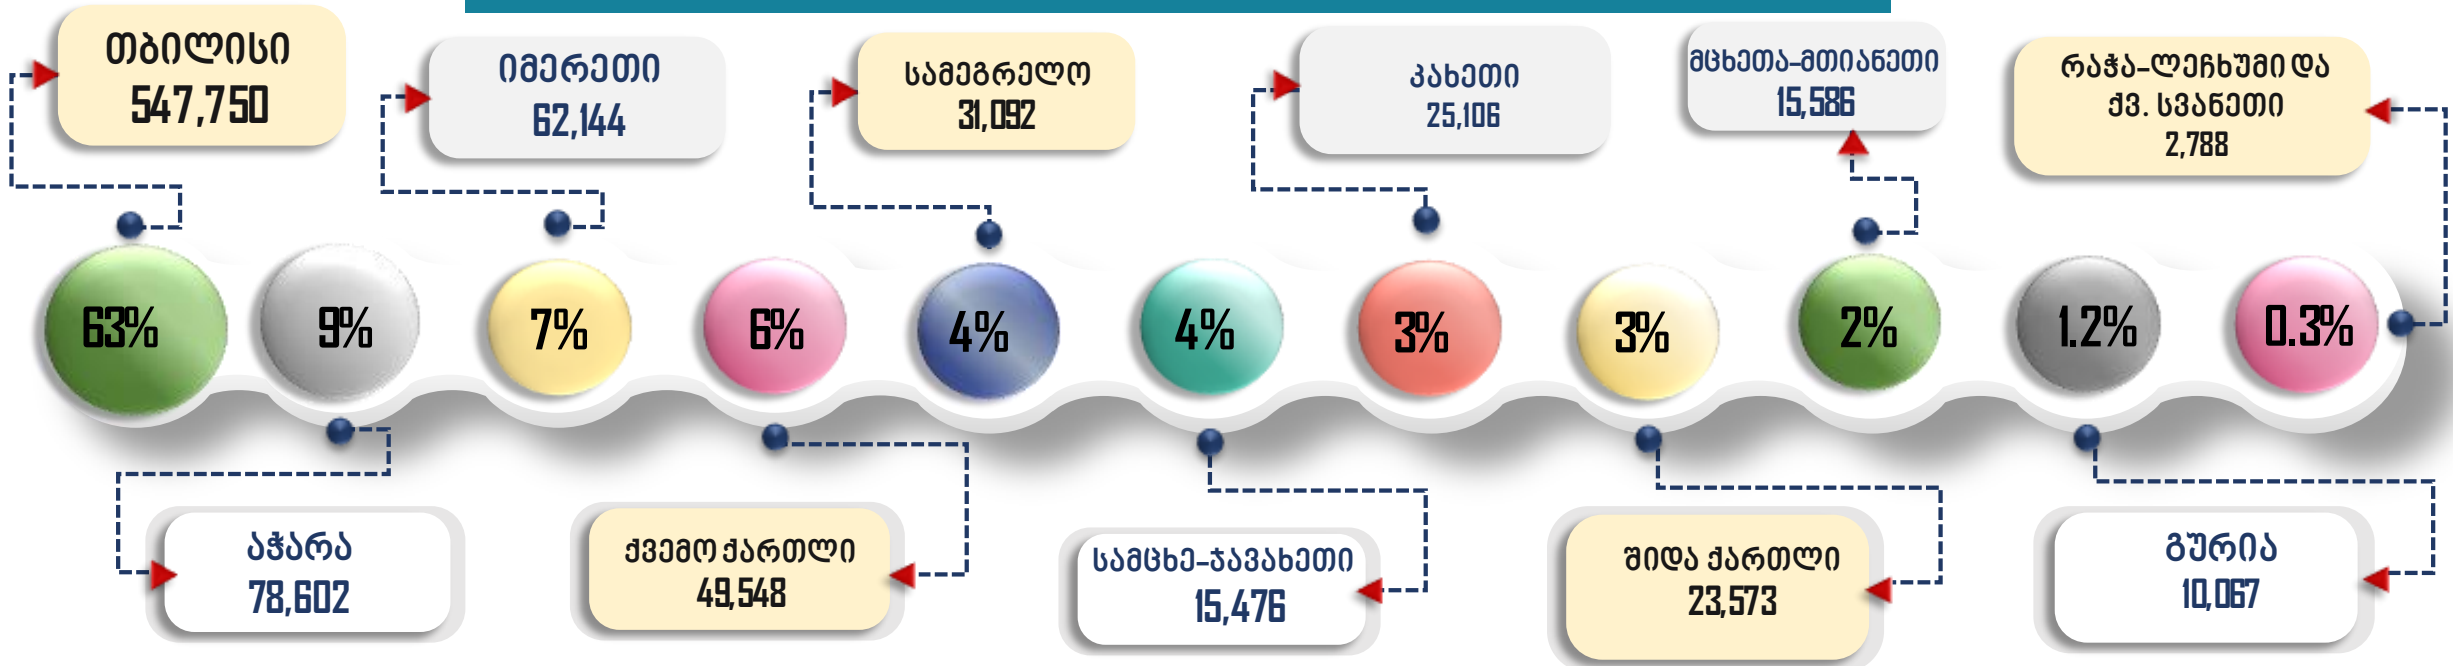 თბილისი
547,750
იმერეთი
62,144
სამეგრელო
31,092
კახეთი
25,106
მცხეთა-მთიანეთი
15,586
რაჭა-ლეჩხუმი და
ქვ. სვანეთი
2,788
63%
9%
7%
6%
4%
4%
3%
3%
2%
1.2%
0.3%
აჭარა
78,602
ქვემო ქართლი
49,548
სამცხე-ჯავახეთი
15,476
შიდა ქართლი
23,573
გურია
10,067